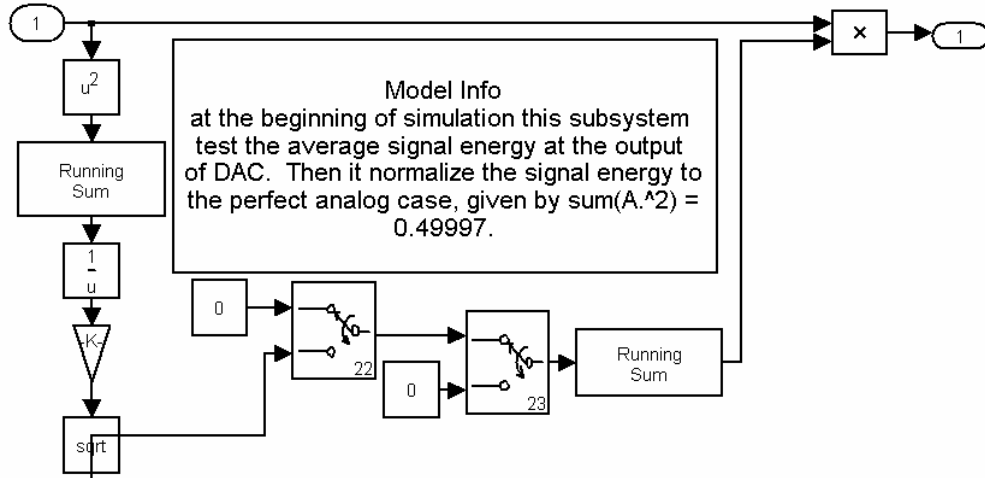 1
×
1
u²
Model Info
at the beginning of simulation this subsystem
test the average signal energy at the output
of DAC. Then it normalize the signal energy to
the perfect analog case, given by sum(A.^2) =
0.49997.
Running
Sum
1
-
u
0
-K-
22
0
23
Running
Sum
sqrt